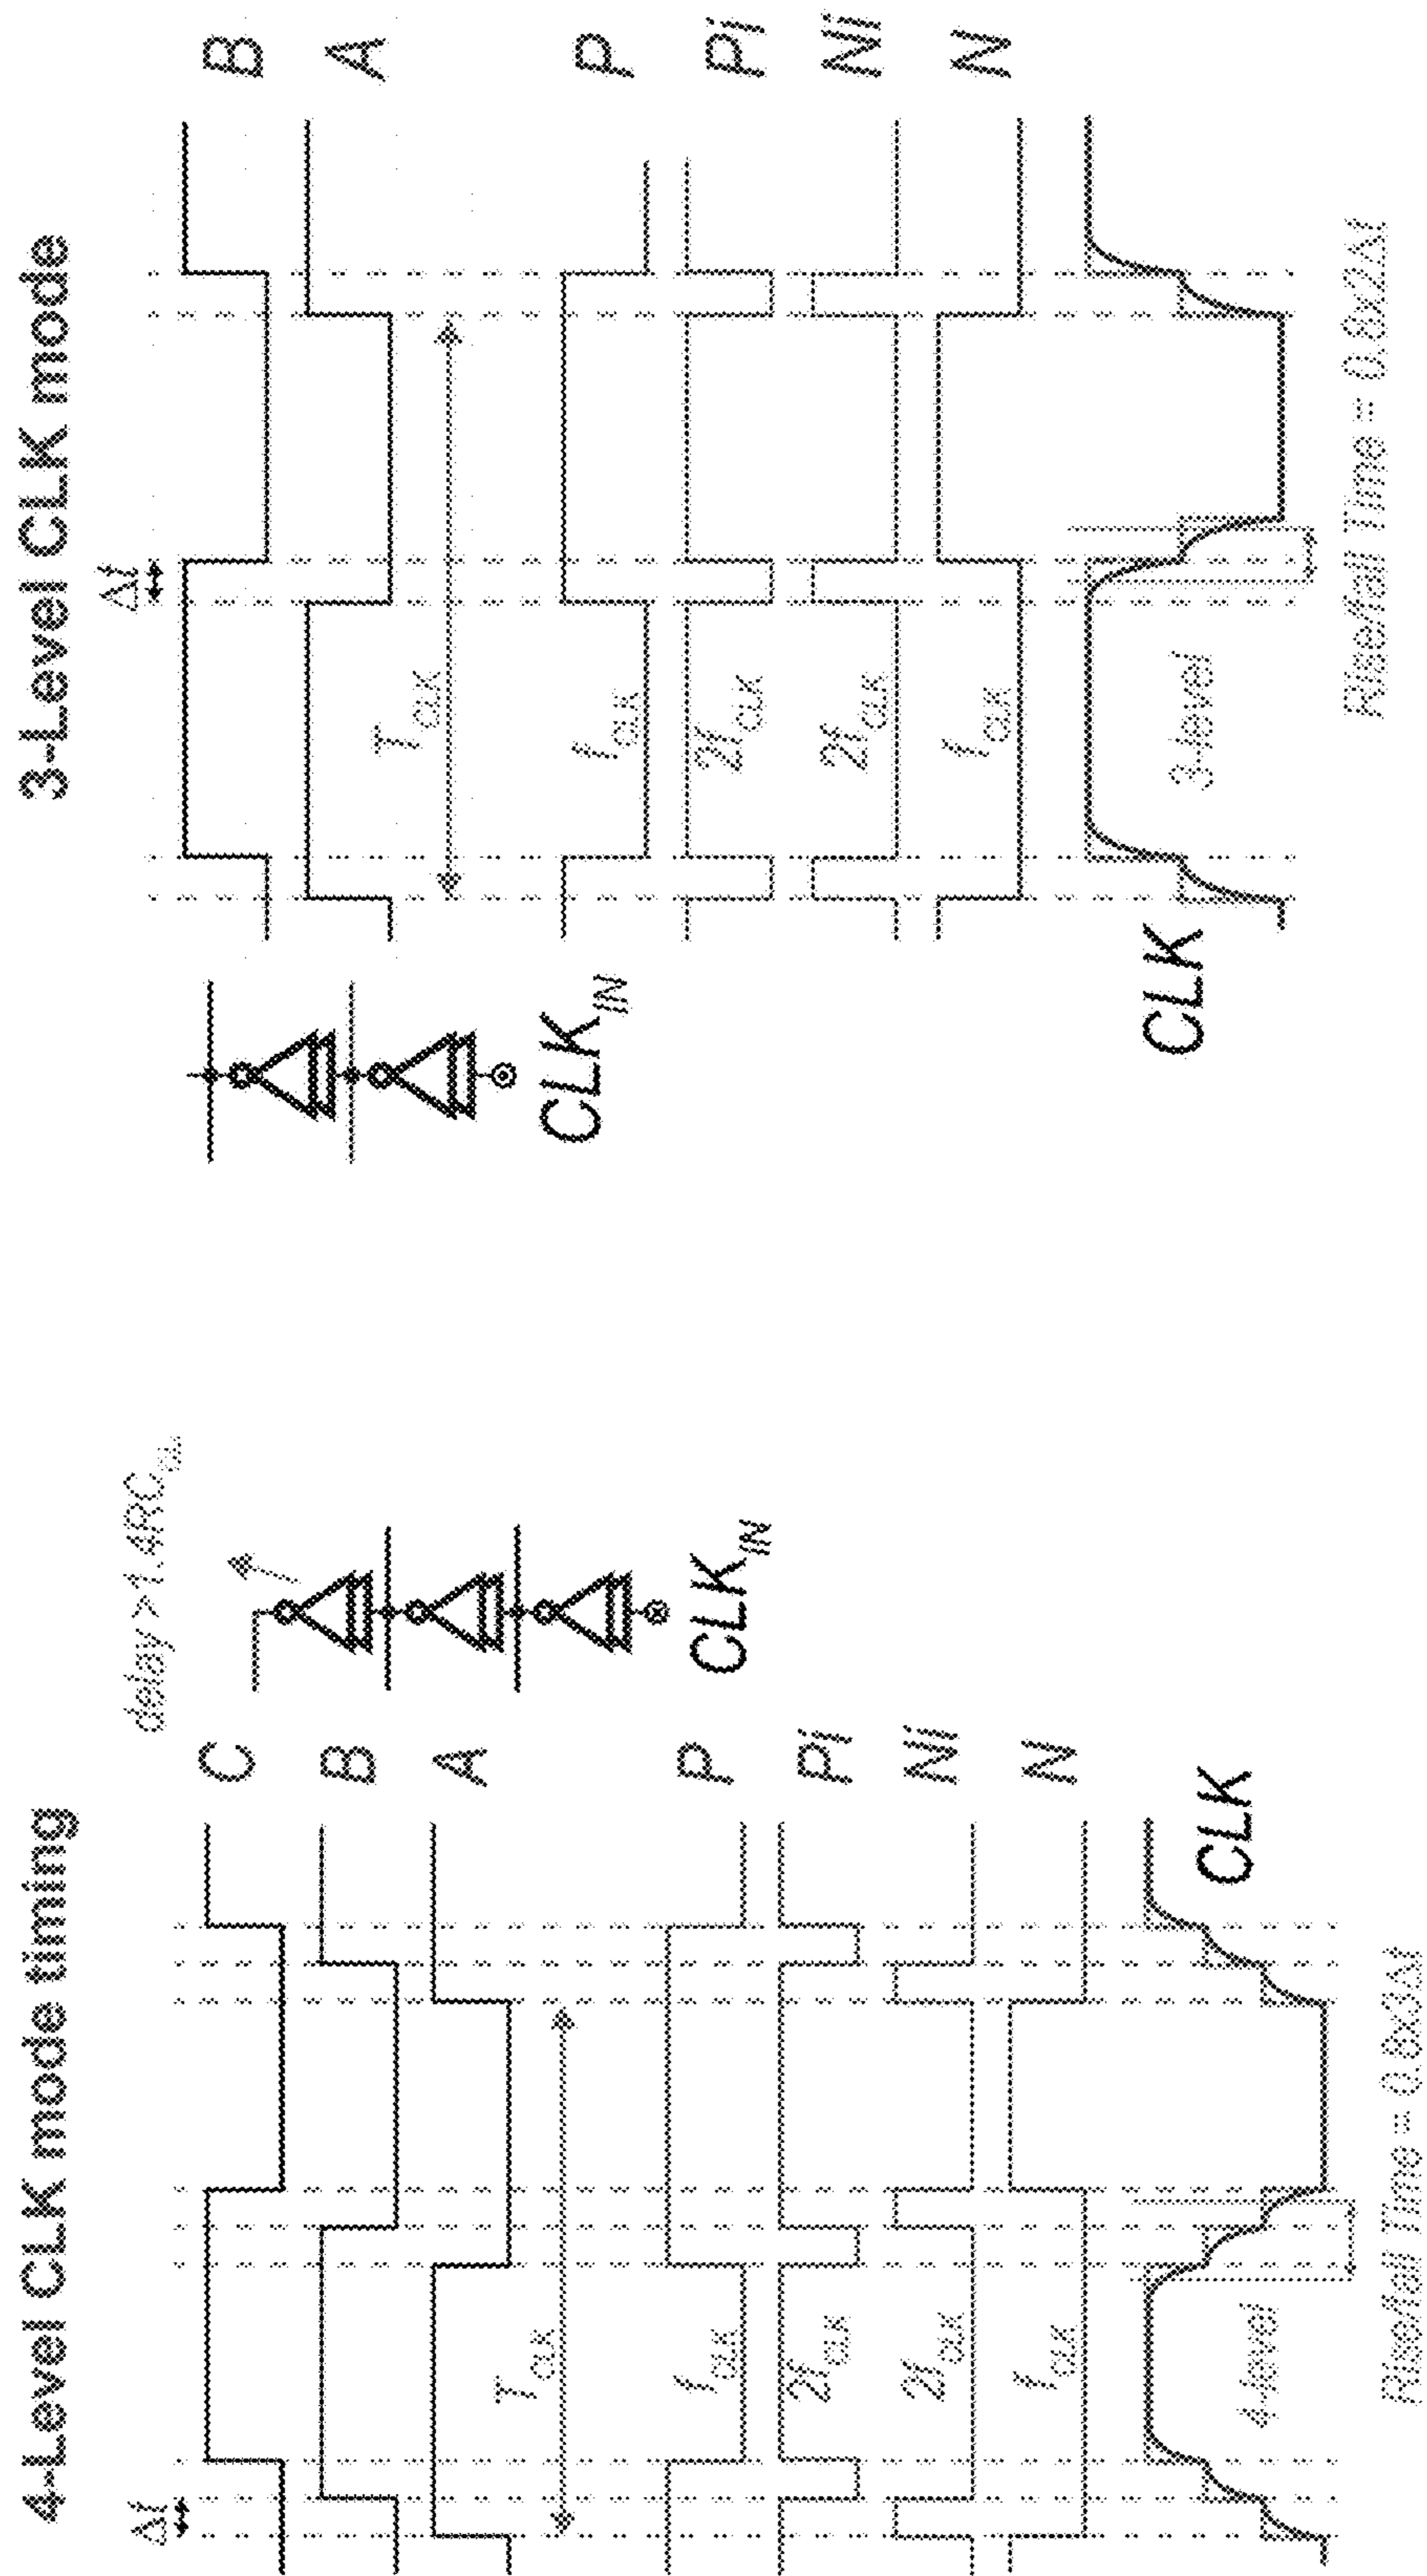 4-Level CLK mode timing
Δt
delay >1.4RC
C
B
A
T_CLK
CLK_IN
P
f_CLK
Pi
2f_CLK
Ni
2f_CLK
N
f_CLK
CLK
4-level
Rise/fall Time = 0.8x3Δt
3-Level CLK mode
Δt
B
A
T_CLK
CLK_IN
P
f_CLK
Pi
2f_CLK
Ni
2f_CLK
N
f_CLK
CLK
3-level
Rise/fall Time = 0.8x2Δt